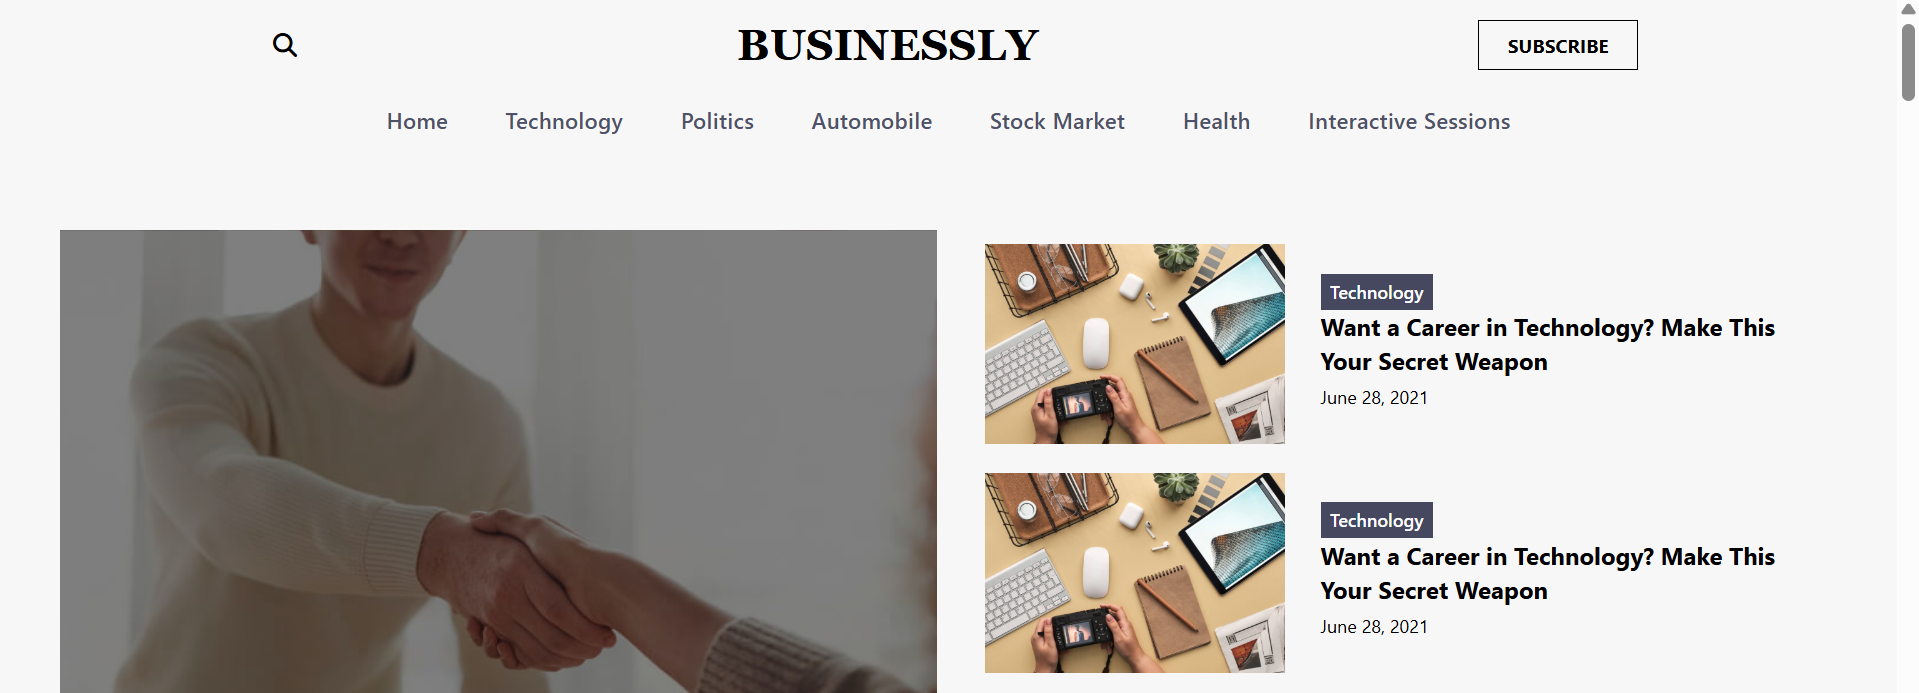 BUSINESSLY
SUBSCRIBE
Home Technology Politics Automobile Stock Market Health Interactive Sessions
Technology
Want a Career in Technology? Make This
Your Secret Weapon
June 28, 2021
Technology
Want a Career in Technology? Make This
Your Secret Weapon
June 28, 2021